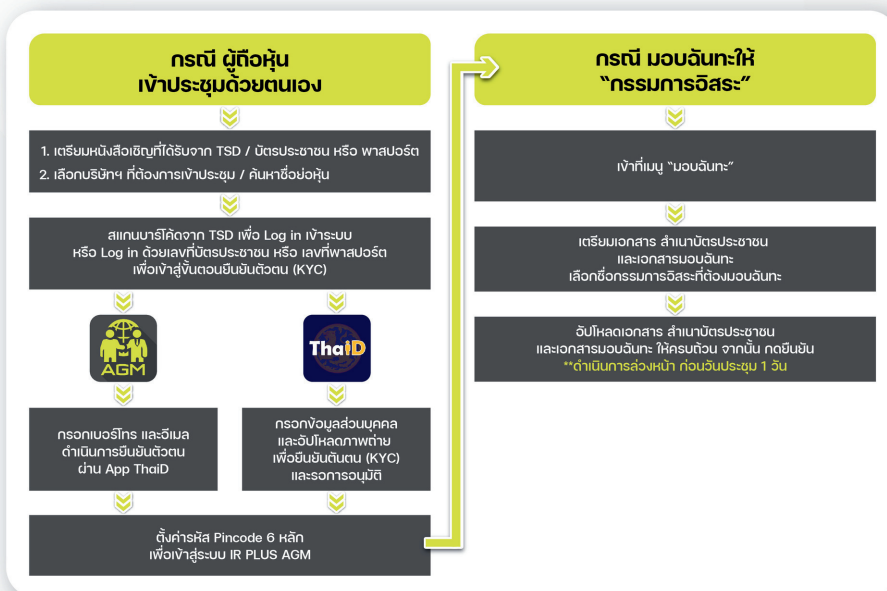 กรณี ผู้ถือหุ้น
เข้าประชุมด้วยตนเอง
1. เตรียมหนังสือเชิญที่ได้รับจาก TSD / บัตรประชาชน หรือ พาสปอร์ต
2. เลือกบริษัทฯ ที่ต้องการเข้าประชุม / ค้นหาชื่อย่อหุ้น
สแกนบาร์โค้ดจาก TSD เพื่อ Log in เข้าระบบ
หรือ Log in ด้วยเลขที่บัตรประชาชน หรือ เลขที่พาสปอร์ต
เพื่อเข้าสู่ขั้นตอนยืนยันตัวตน (KYC)
AGM
ThaiD
กรอกเบอร์โทร และอีเมล
ดำเนินการยืนยันตัวตน
ผ่าน App ThaiD
กรอกข้อมูลส่วนบุคคล
และอัปโหลดภาพถ่าย
เพื่อยืนยันตันตน (KYC)
และรอการอนุมัติ
ตั้งค่ารหัส Pincode 6 หลัก
เพื่อเข้าสู่ระบบ IR PLUS AGM
กรณี มอบฉันทะให้
“กรรมการอิสระ”
เข้าที่เมนู “มอบฉันทะ”
เตรียมเอกสาร สำเนาบัตรประชาชน
และเอกสารมอบฉันทะ
เลือกชื่อกรรมการอิสระที่ต้องมอบฉันทะ
อัปโหลดเอกสาร สำเนาบัตรประชาชน
และเอกสารมอบฉันทะ ให้ครบถ้วน จากนั้น กดยืนยัน
**ดำเนินการล่วงหน้า ก่อนวันประชุม 1 วัน